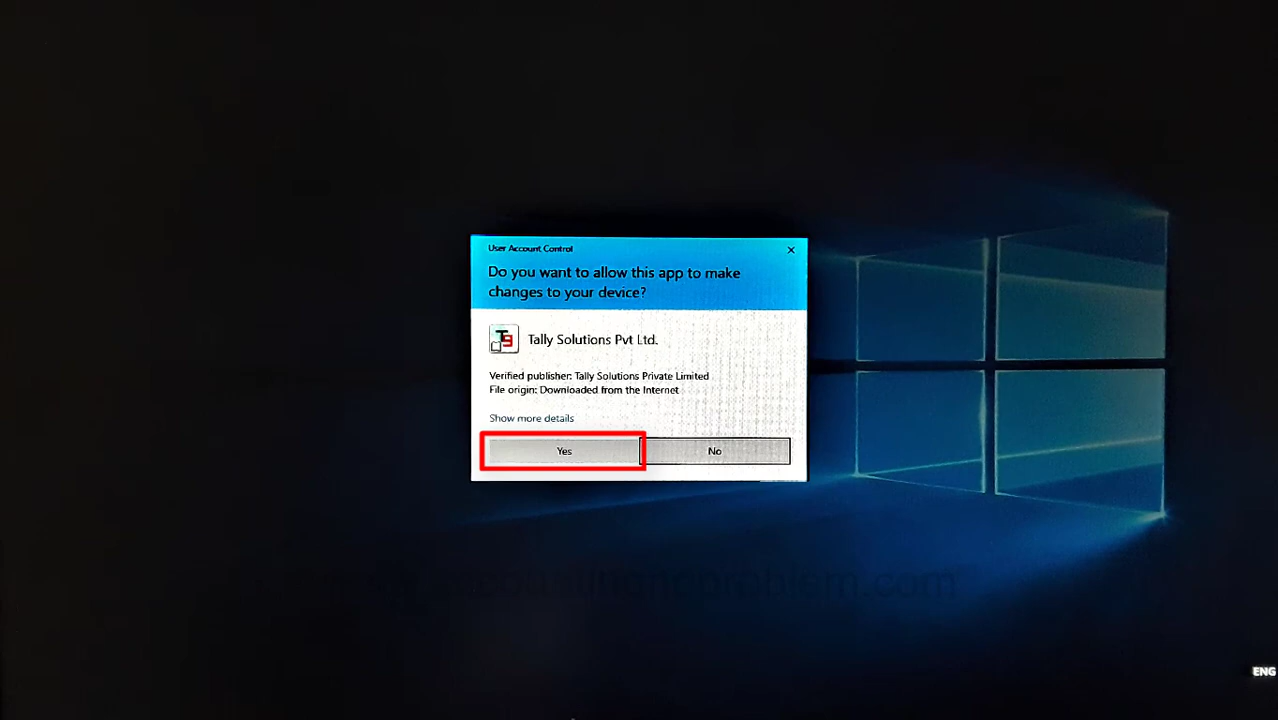 User Account Control
Do you want to allow this app to make
changes to your device?
Tally Solutions Pvt Ltd.
Verified publisher: Tally Solutions Private Limited
File origin: Downloaded from the Internet
Show more details
Yes
No
ENG